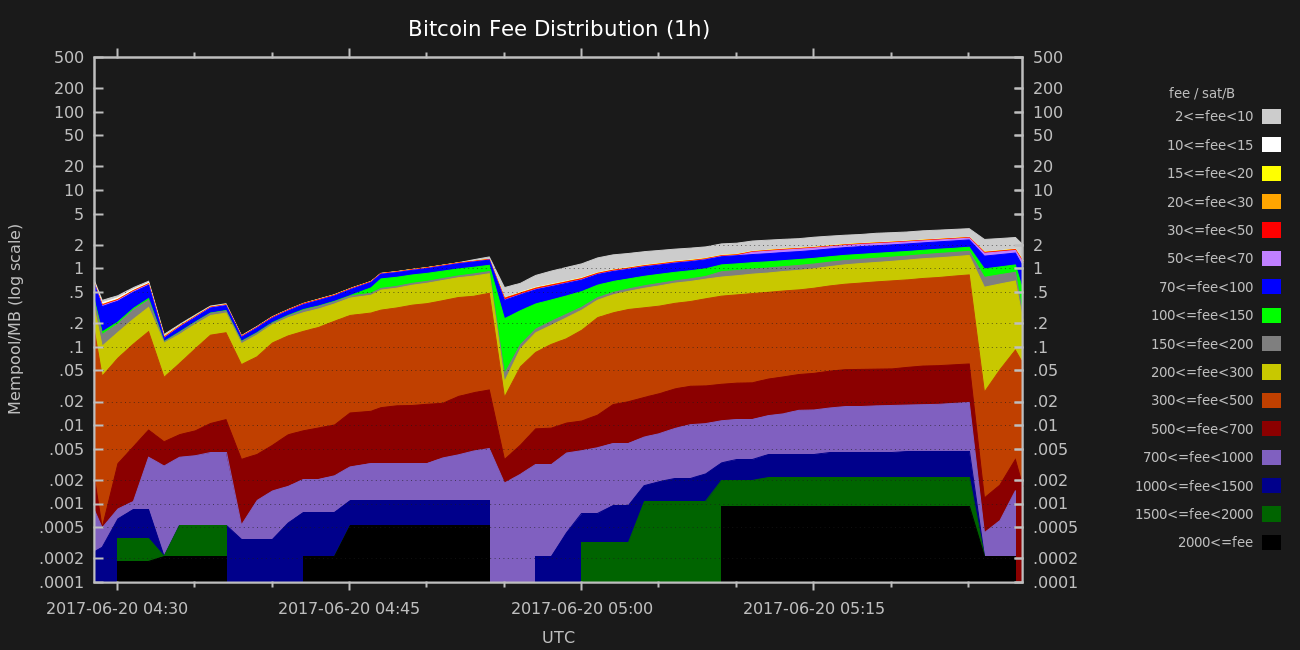 Bitcoin Fee Distribution (1h)
500 500
200 200
100 100
50 50
20 20
10 10
5 5
2 2
1 1
.5 .5
.2 .2
.1 .1
.05 .05
.02 .02
.01 .01
.005 .005
.002 .002
.001 .001
.0005 .0005
.0002 .0002
.0001 .0001
Mempool/MB (log scale)
2017-06-20 04:30 2017-06-20 04:45 2017-06-20 05:00 2017-06-20 05:15
UTC
fee / sat/B
2<=fee<10
10<=fee<15
15<=fee<20
20<=fee<30
30<=fee<50
50<=fee<70
70<=fee<100
100<=fee<150
150<=fee<200
200<=fee<300
300<=fee<500
500<=fee<700
700<=fee<1000
1000<=fee<1500
1500<=fee<2000
2000<=fee